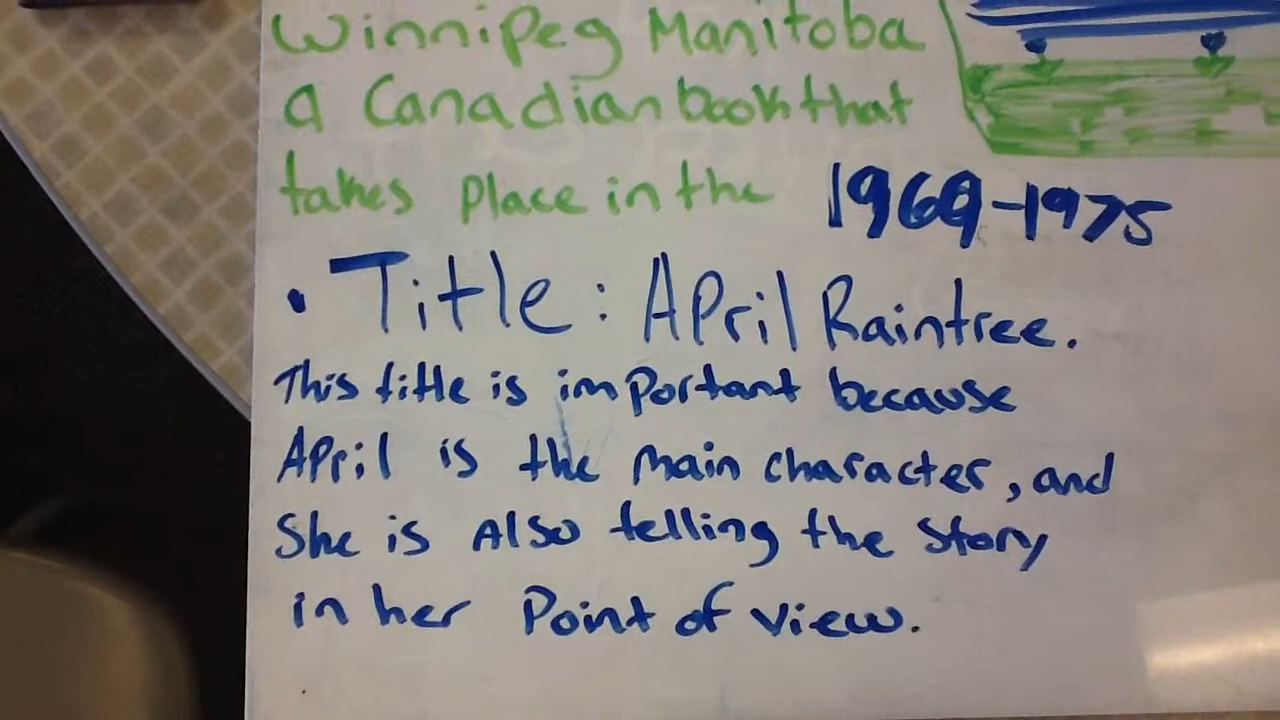 Winnipeg Manitoba
a Canadian book that
takes place in the 1969-1975
• Title: April Raintree.
This title is important because
April is the main character, and
She is Also telling the Story
in her Point of view.